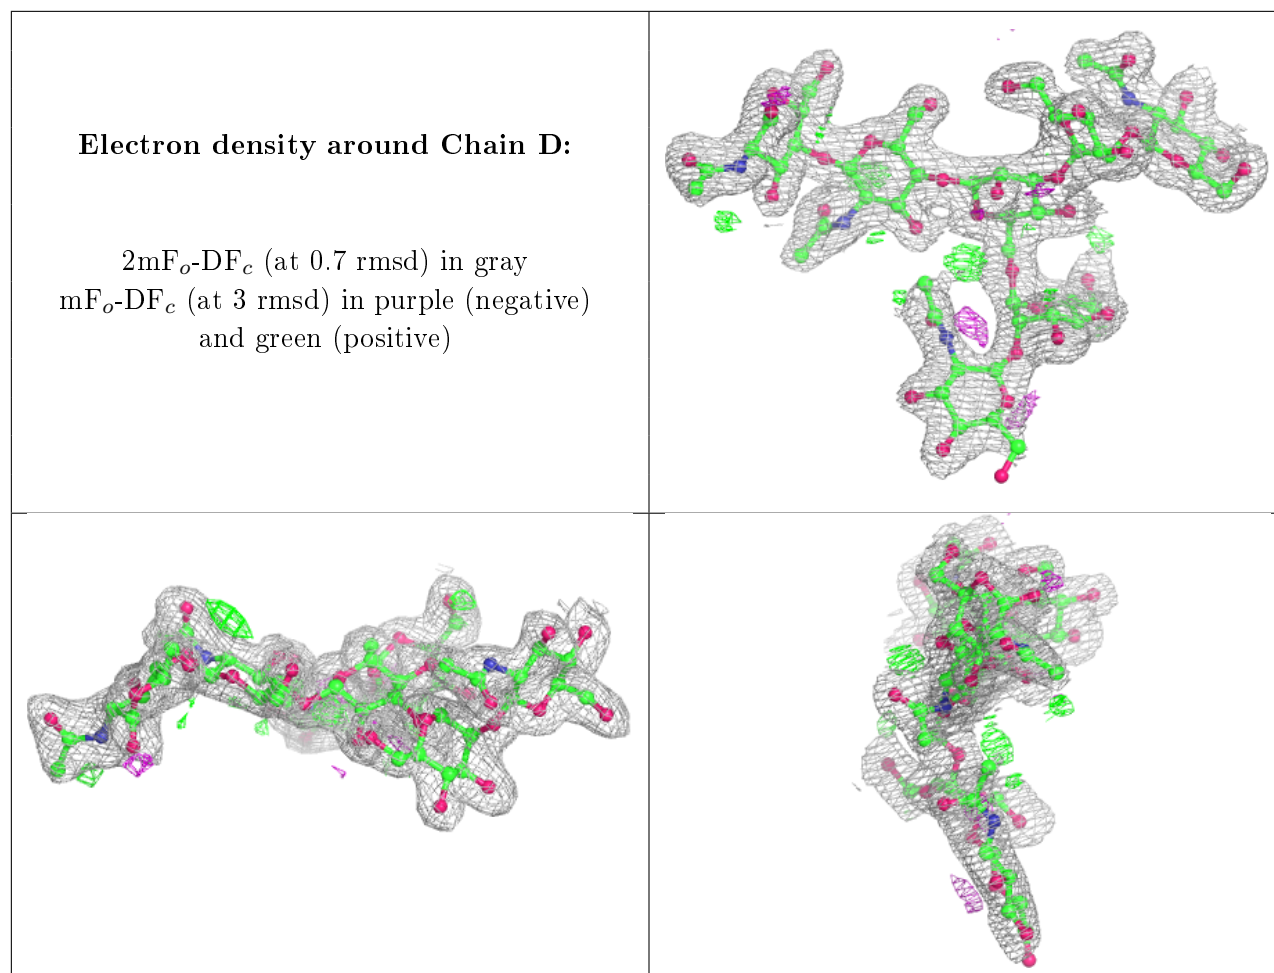 Electron density around Chain D:
2mFo-DFc (at 0.7 rmsd) in gray
mFo-DFc (at 3 rmsd) in purple (negative)
and green (positive)